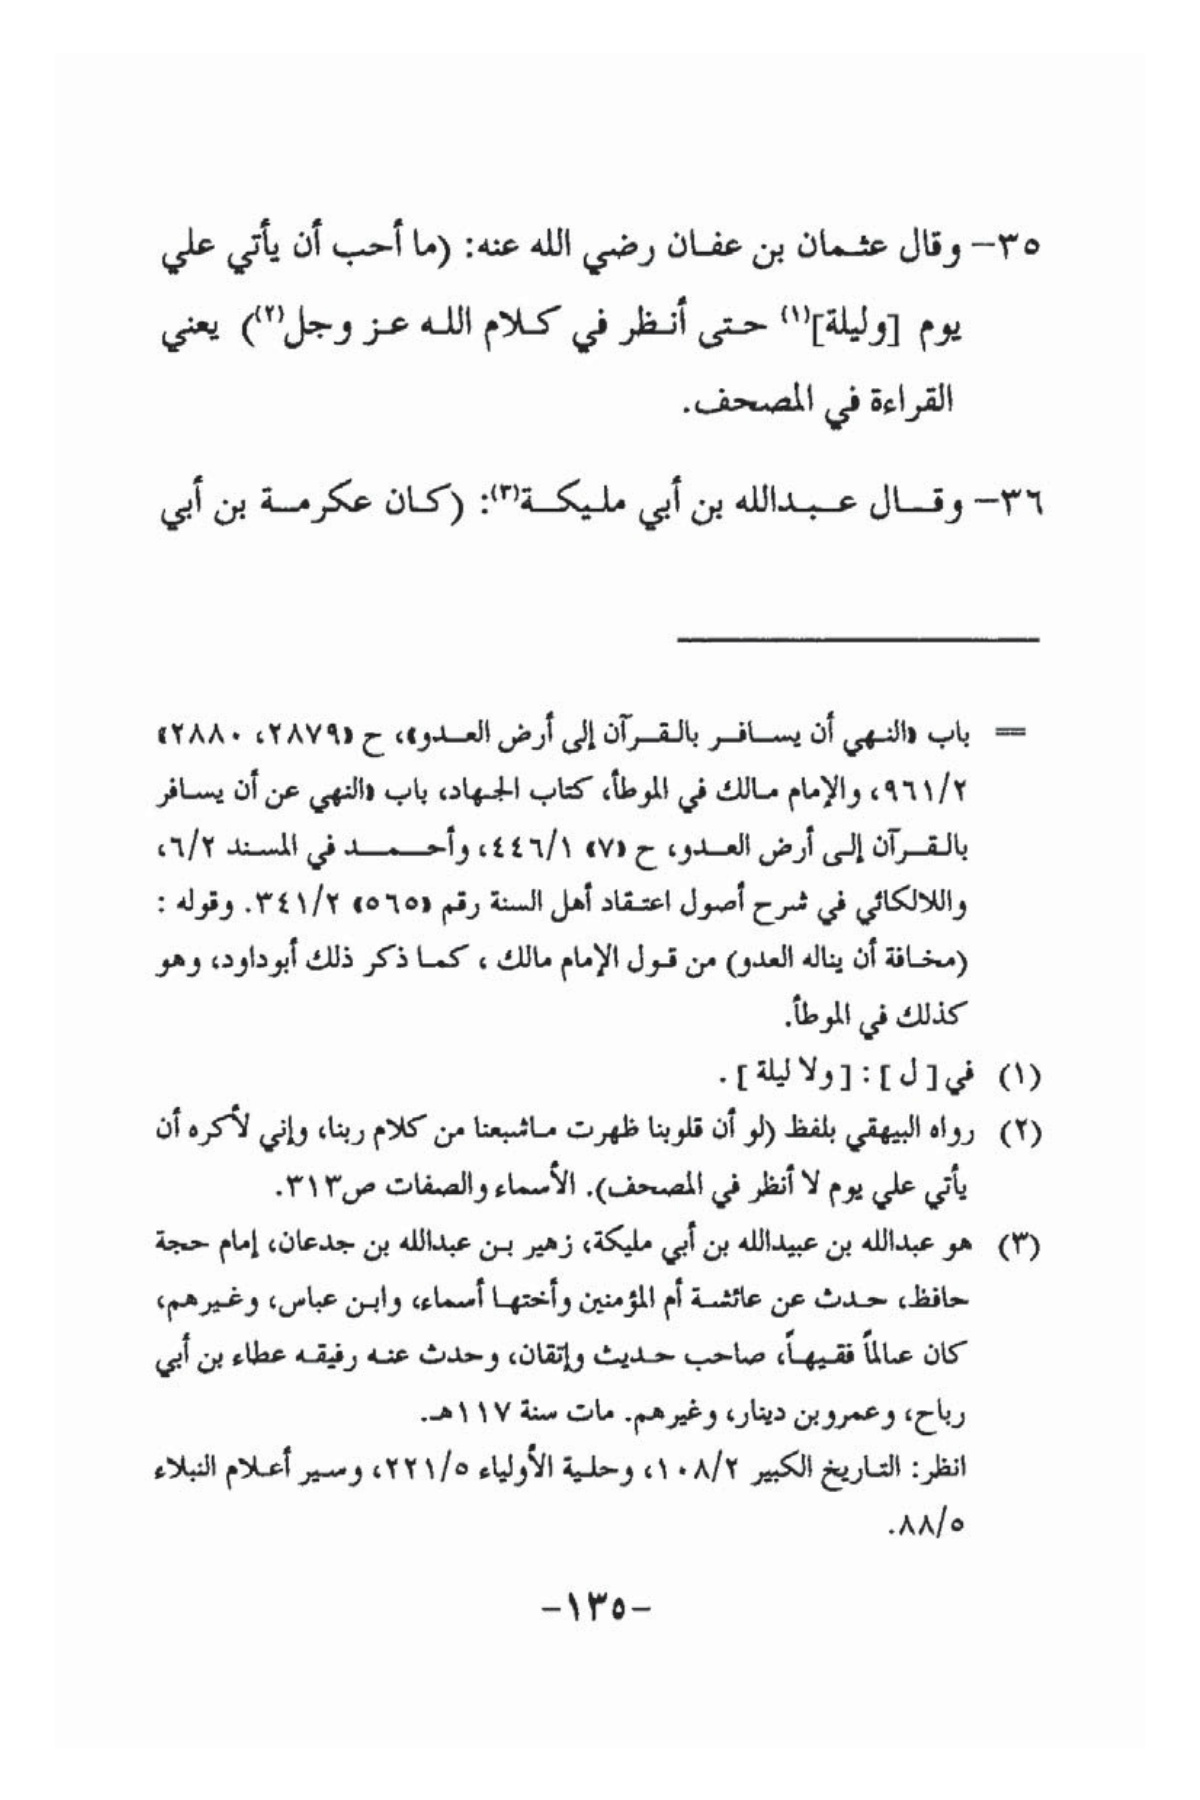 ٣٥- وقال عثمان بن عفان رضي الله عنه: (ما أحب أن يأتي علي
يوم [وليلة](١) حتى أنظر في كلام الله عز وجل(٢)) يعني
القراءة في المصحف.
٣٦- وقال عبدالله بن أبي مليكة(٣): (كان عكرمة بن أبي
= باب «النهي أن يسافر بالقرآن إلى أرض العدو»، ح «٢٨٧٩، ٢٨٨٠»
٩٦١/٢، والإمام مالك في الموطأ، كتاب الجهاد، باب «النهي عن أن يسافر
بالقرآن إلى أرض العدو، ح «٧» ٤٤٦/١، وأحمد في المسند ٦/٢،
واللالكائي في شرح أصول اعتقاد أهل السنة رقم «٥٦٥» ٣٤١/٢. وقوله :
(مخافة أن يناله العدو) من قول الإمام مالك ، كما ذكر ذلك أبوداود، وهو
كذلك في الموطأ.
(١) في [ ل ] : [ ولا ليلة ] .
(٢) رواه البيهقي بلفظ (لو أن قلوبنا ظهرت ماشبعنا من كلام ربنا، وإني لأكره أن
يأتي علي يوم لا أنظر في المصحف). الأسماء والصفات ص٣١٣.
(٣) هو عبدالله بن عبيدالله بن أبي مليكة، زهير بن عبدالله بن جدعان، إمام حجة
حافظ، حدث عن عائشة أم المؤمنين وأختها أسماء، وابن عباس، وغيرهم،
كان عالماً فقيهاً، صاحب حديث وإتقان، وحدث عنه رفيقه عطاء بن أبي
رباح، وعمرو بن دينار، وغيرهم. مات سنة ١١٧هـ.
انظر: التاريخ الكبير ١٠٨/٢، وحلية الأولياء ٢٢١/٥، وسير أعلام النبلاء
٨٨/٥.
-١٣٥-